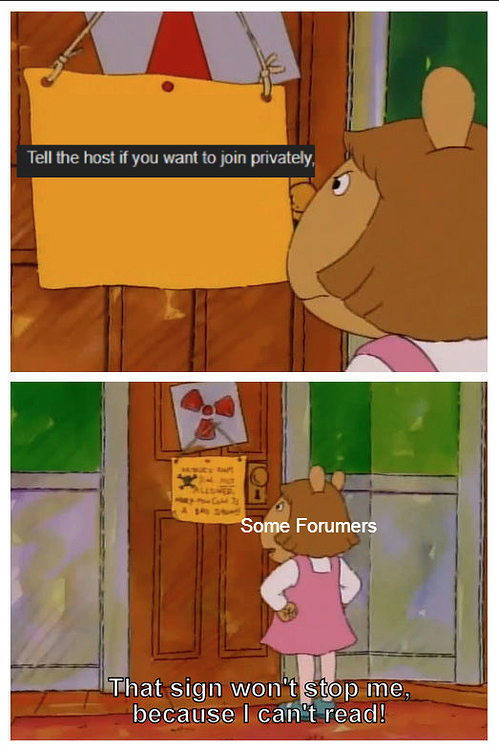 Tell the host if you want to join privately,
ALLOWED.
Some Forumers
That sign won't stop me,
because I can't read!